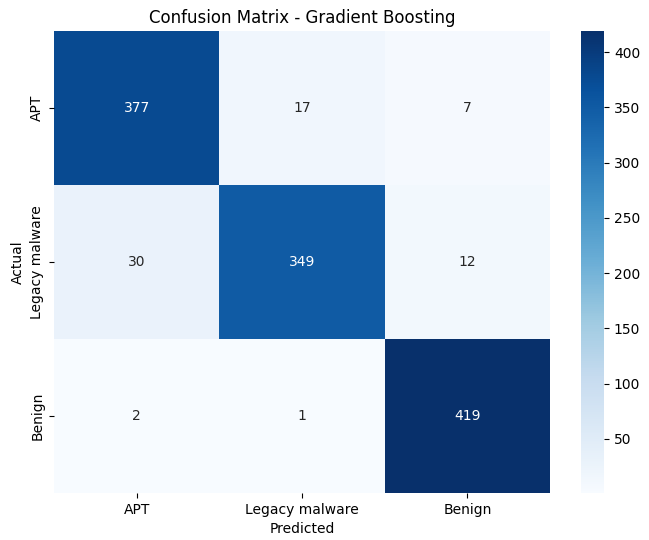 Confusion Matrix - Gradient Boosting
APT
377
17
7
Legacy malware
30
349
12
Benign
2
1
419
Actual
APT
Legacy malware
Benign
Predicted
400
350
300
250
200
150
100
50